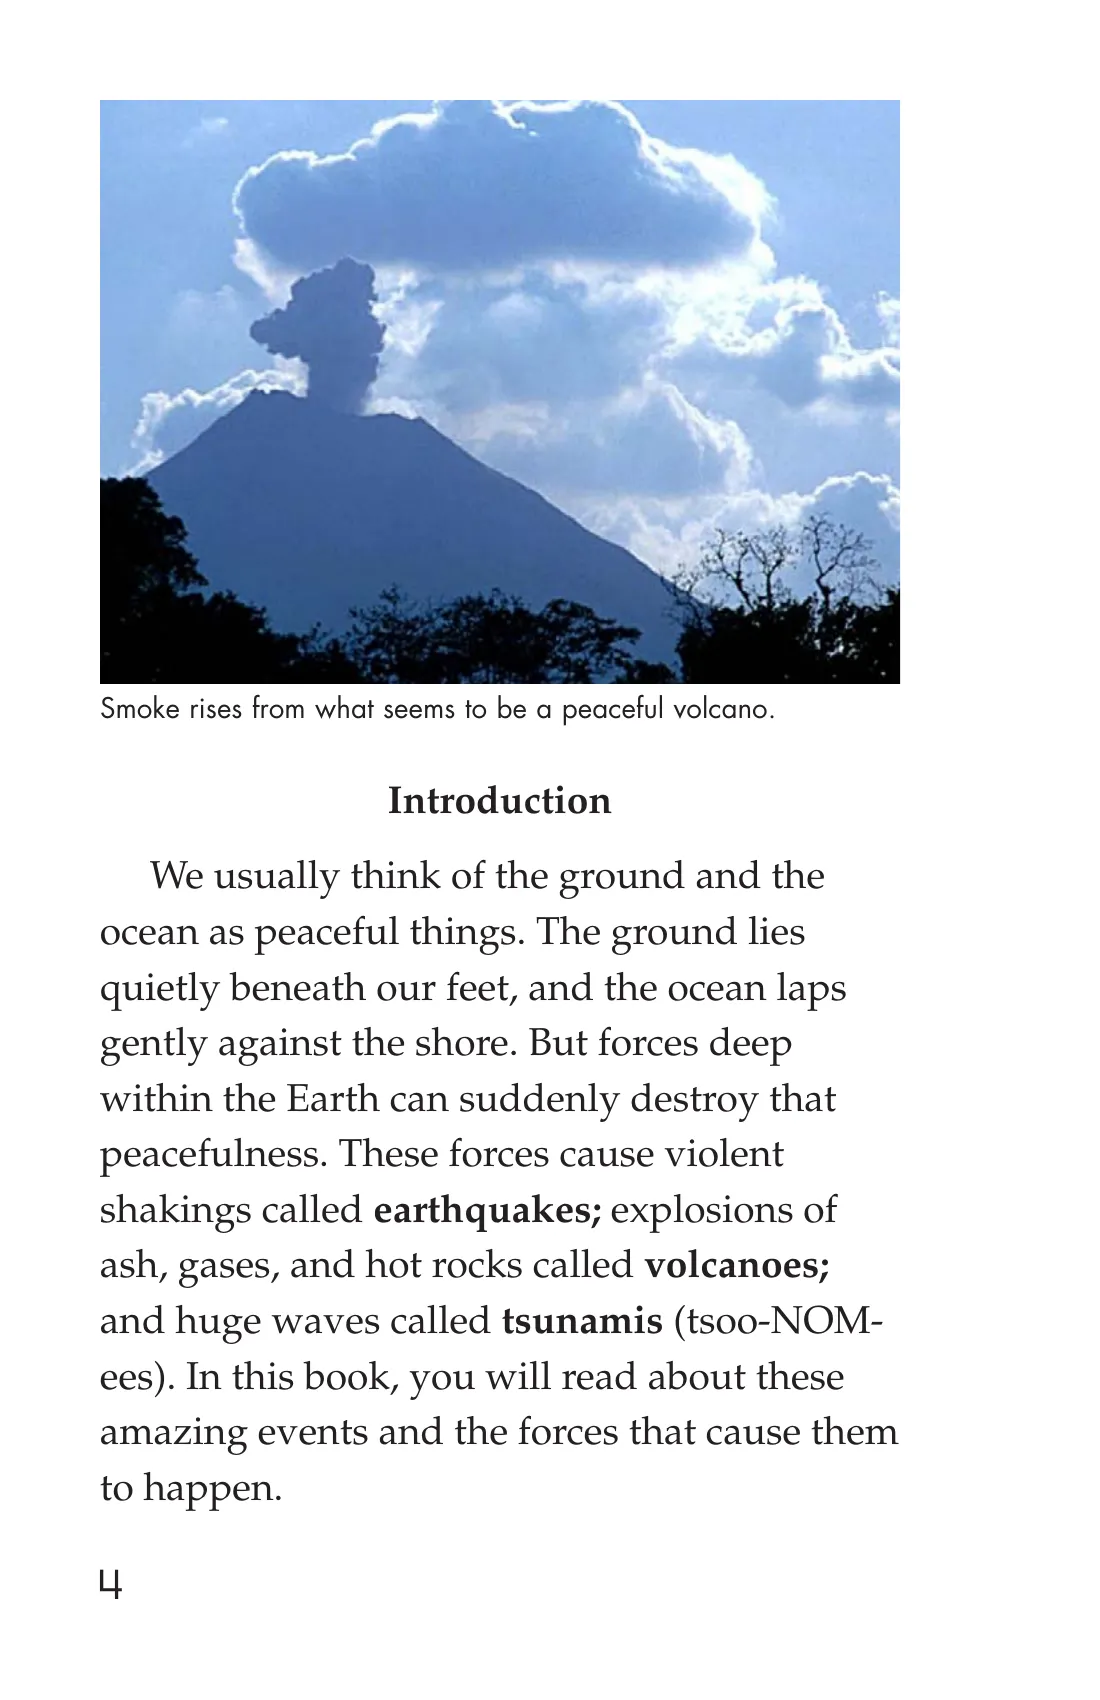 Smoke rises from what seems to be a peaceful volcano.
Introduction
We usually think of the ground and the
ocean as peaceful things. The ground lies
quietly beneath our feet, and the ocean laps
gently against the shore. But forces deep
within the Earth can suddenly destroy that
peacefulness. These forces cause violent
shakings called earthquakes; explosions of
ash, gases, and hot rocks called volcanoes;
and huge waves called tsunamis (tsoo-NOM-
ees). In this book, you will read about these
amazing events and the forces that cause them
to happen.
4